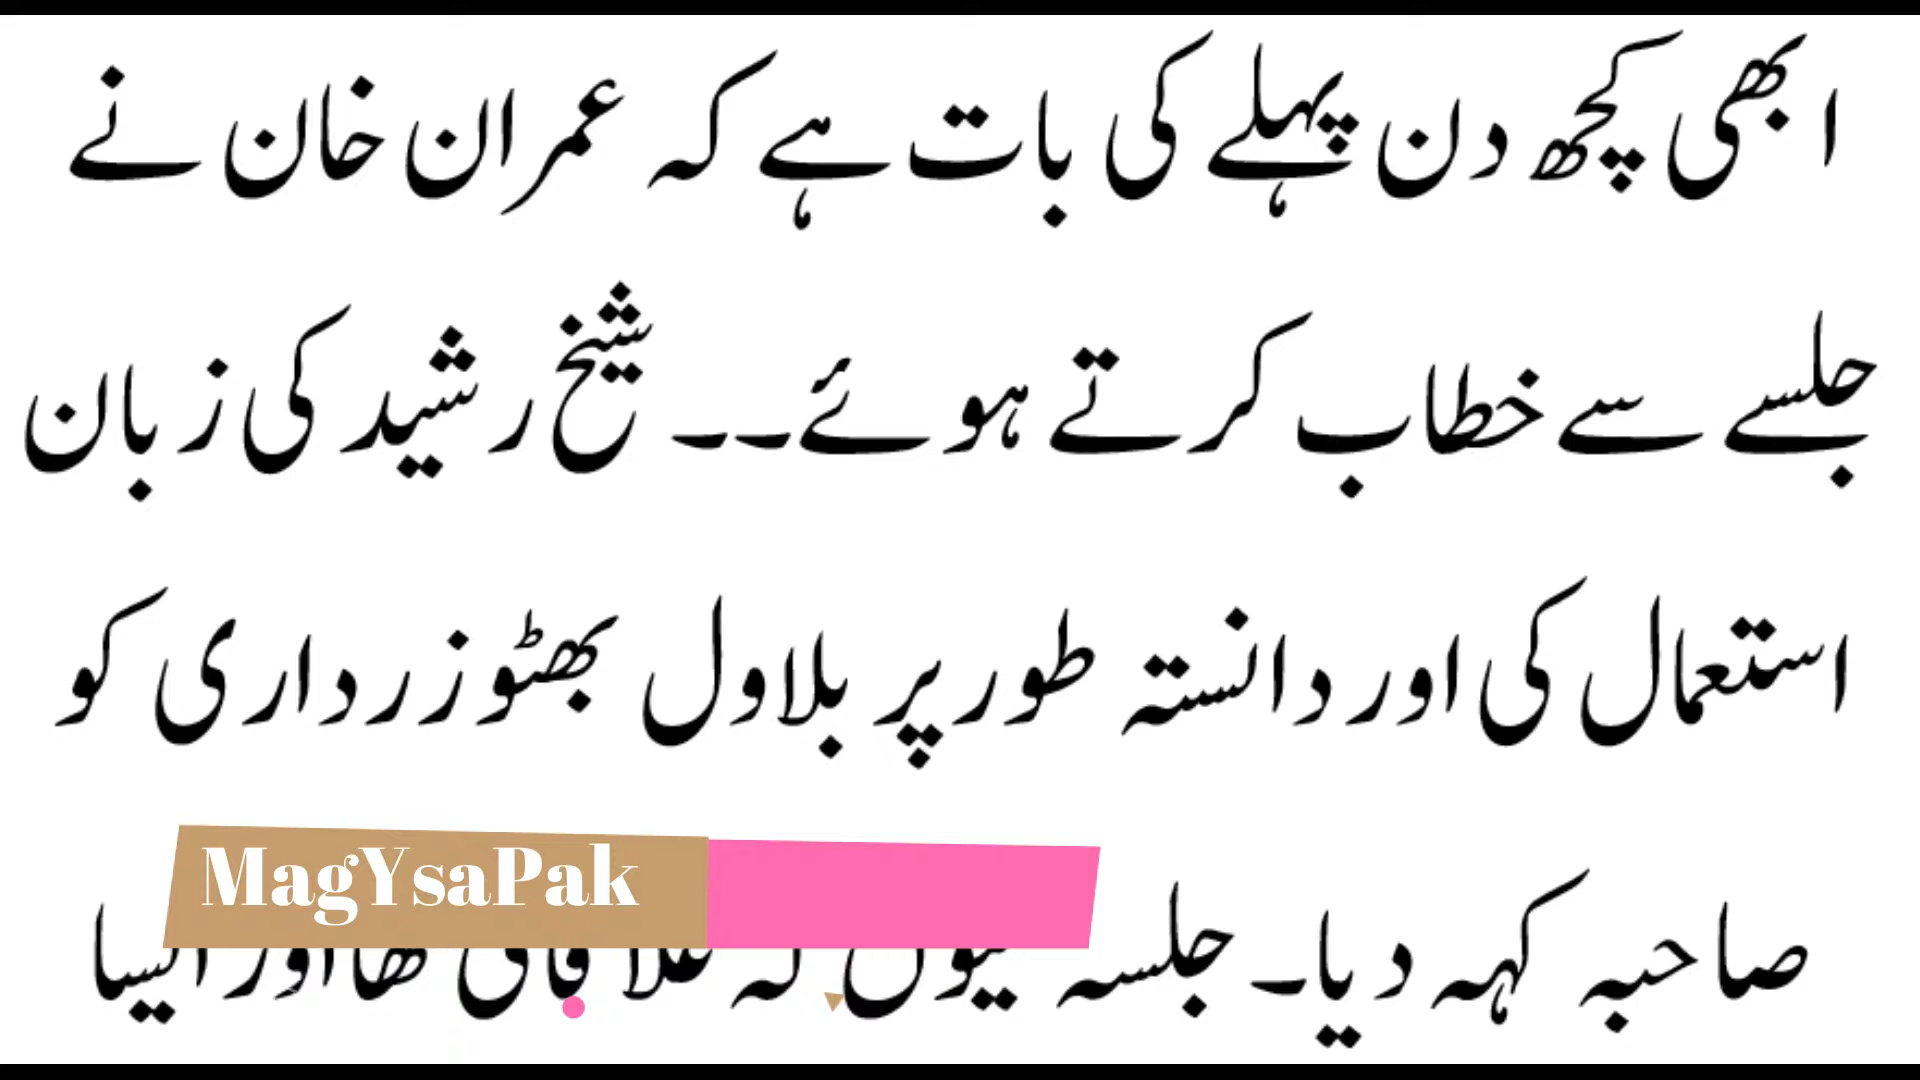 ابھی کچھ دن پہلے کی بات ہے کہ عمران خان نے
جلسے سے خطاب کرتے ہوئے۔۔ شیخ رشید کی زبان
استعمال کی اور دانستہ طور پر بلاول بھٹو زرداری کو
MagYsaPak
صاحبہ کہہ دیا۔ جلسہ کیوں کہ علاقائی تھا اور ایسا